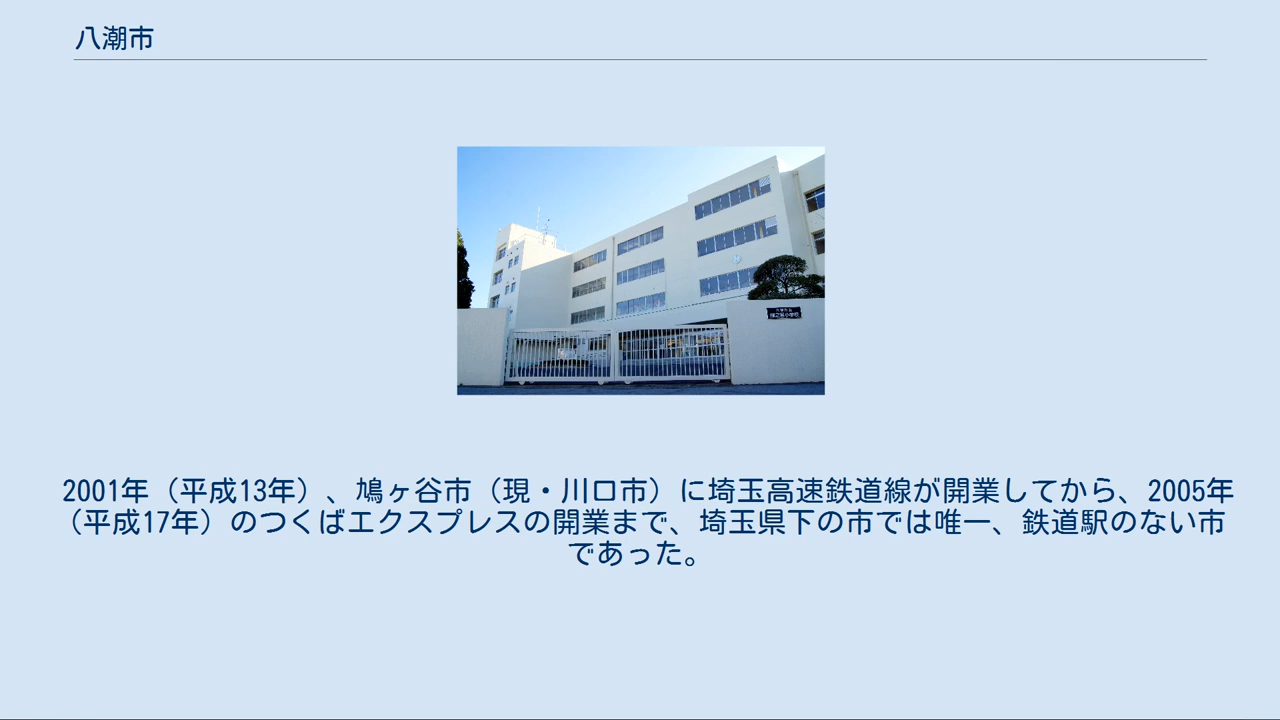 八潮市
2001年（平成13年）、鳩ヶ谷市（現・川口市）に埼玉高速鉄道線が開業してから、2005年
（平成17年）のつくばエクスプレスの開業まで、埼玉県下の市では唯一、鉄道駅のない市
であった。